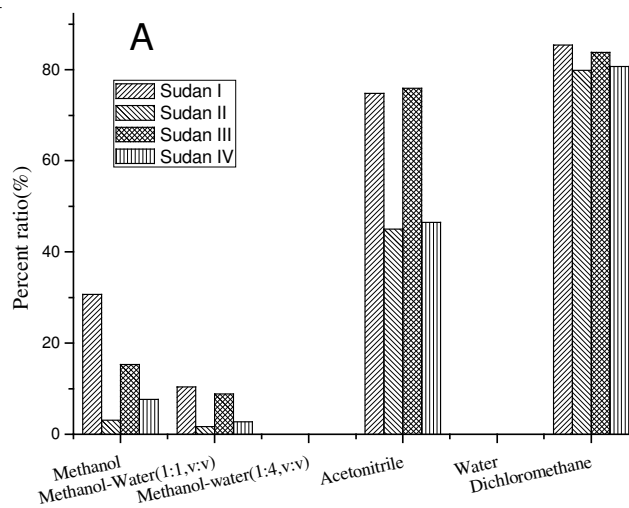 A
Sudan I
Sudan II
Sudan III
Sudan IV
Percent ratio(%)
80
60
40
20
0
Methanol
Methanol-Water(1:1,v:v)
Methanol-water(1:4,v:v)
Acetonitrile
Water
Dichloromethane